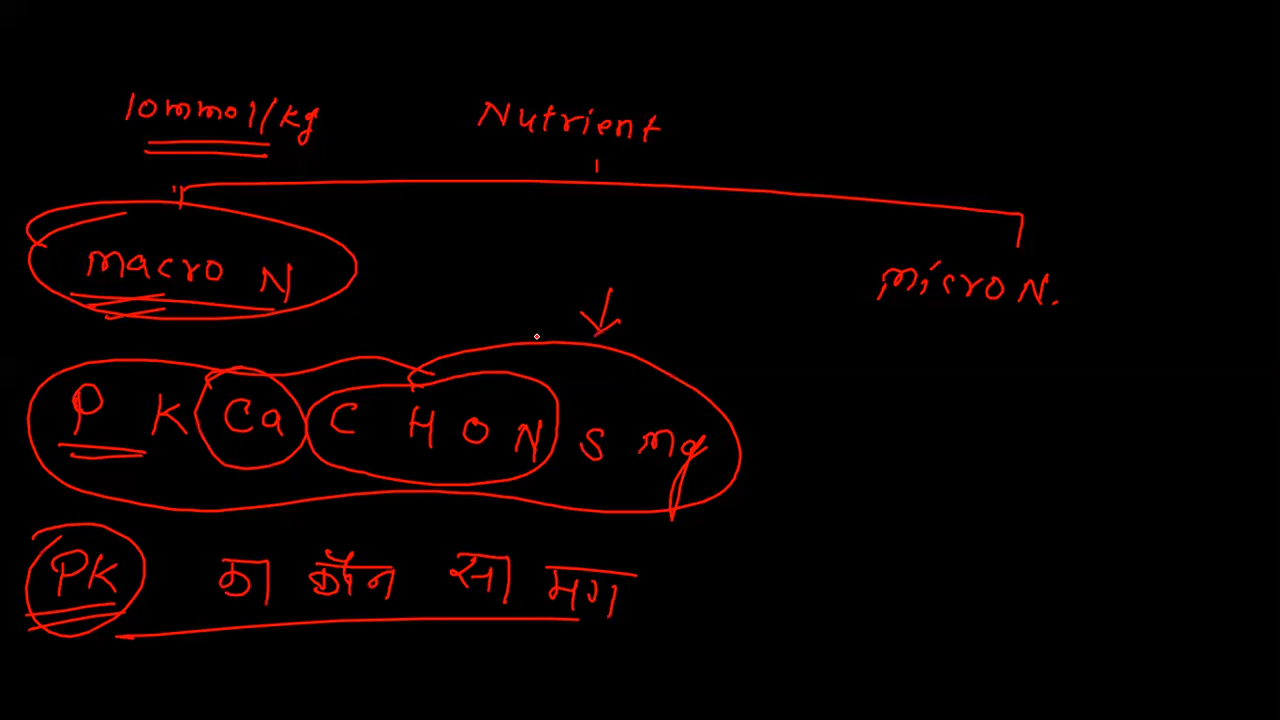 10mmol/kg Nutrient
macro N micro N.
P K Ca C H O N S mg
PK का कौन सा मग